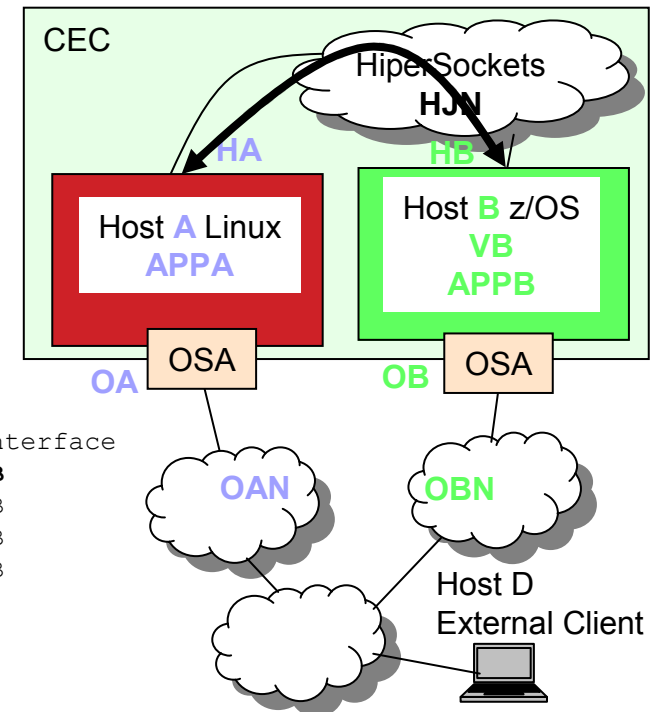 CEC
HiperSockets
HJN
HA
HB
Host A Linux
APPA
Host B z/OS
VB
APPB
OSA
OSA
OA
OB
nterface
B
B
B
B
OAN
OBN
Host D
External Client